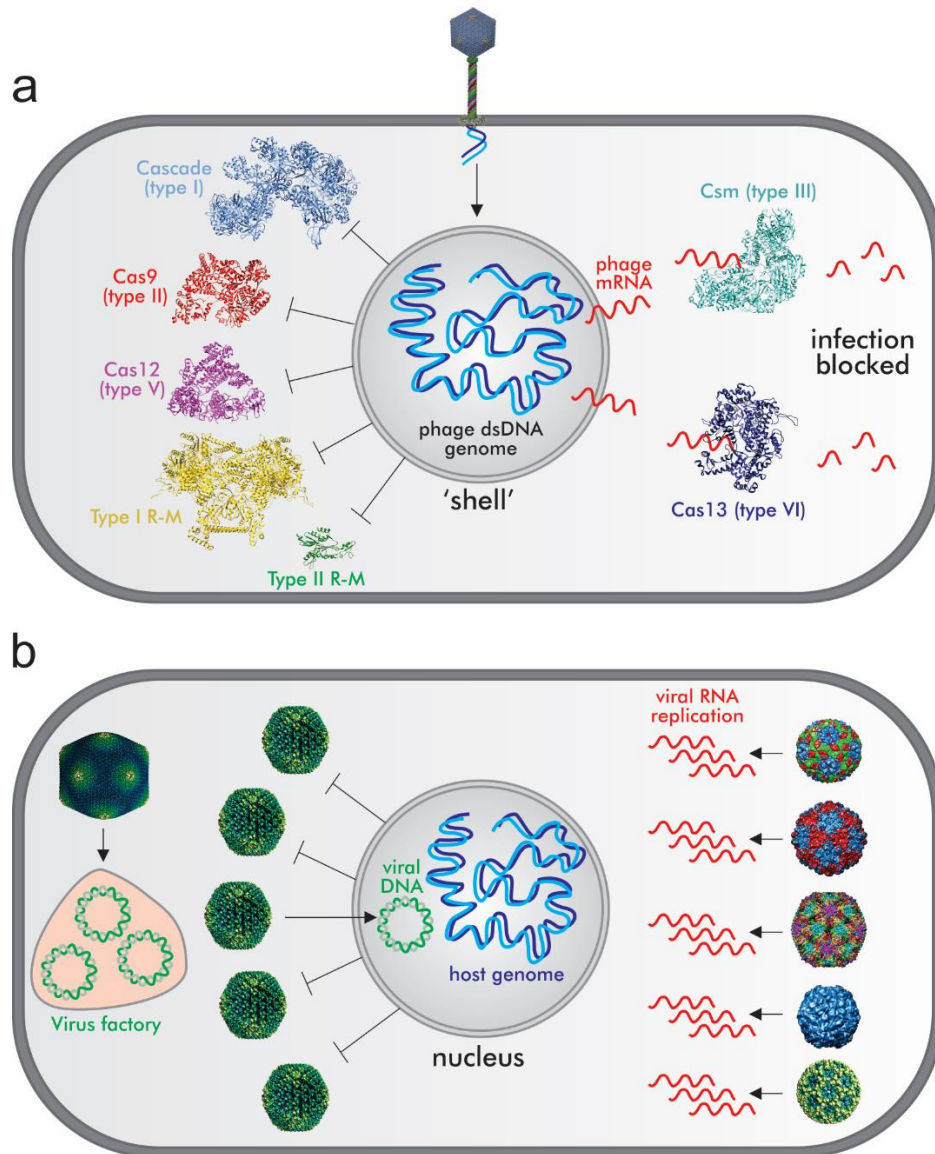 a
Cascade
(type I)
Cas9
(type II)
Cas12
(type V)
Type I R-M
Type II R-M
phage dsDNA
genome
'shell'
phage
mRNA
Csm (type III)
infection
blocked
Cas13 (type VI)
b
Virus factory
viral
DNA
host genome
nucleus
viral RNA
replication